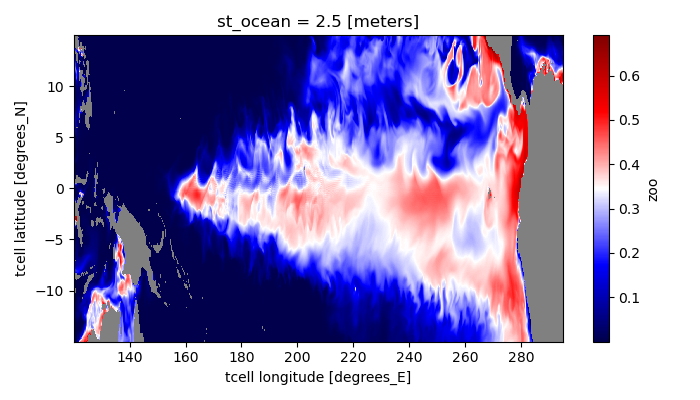 st_ocean = 2.5 [meters]
tcell latitude [degrees_N]
10
5
0
−5
−10
140 160 180 200 220 240 260 280
tcell longitude [degrees_E]
0.6
0.5
0.4
0.3
0.2
0.1
zoo